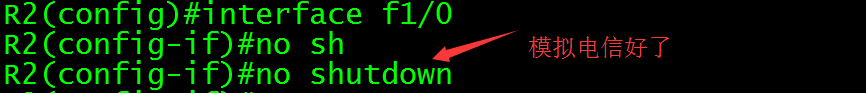 R2(config)#interface f1/0
R2(config-if)#no sh
模拟电信好了
R2(config-if)#no shutdown